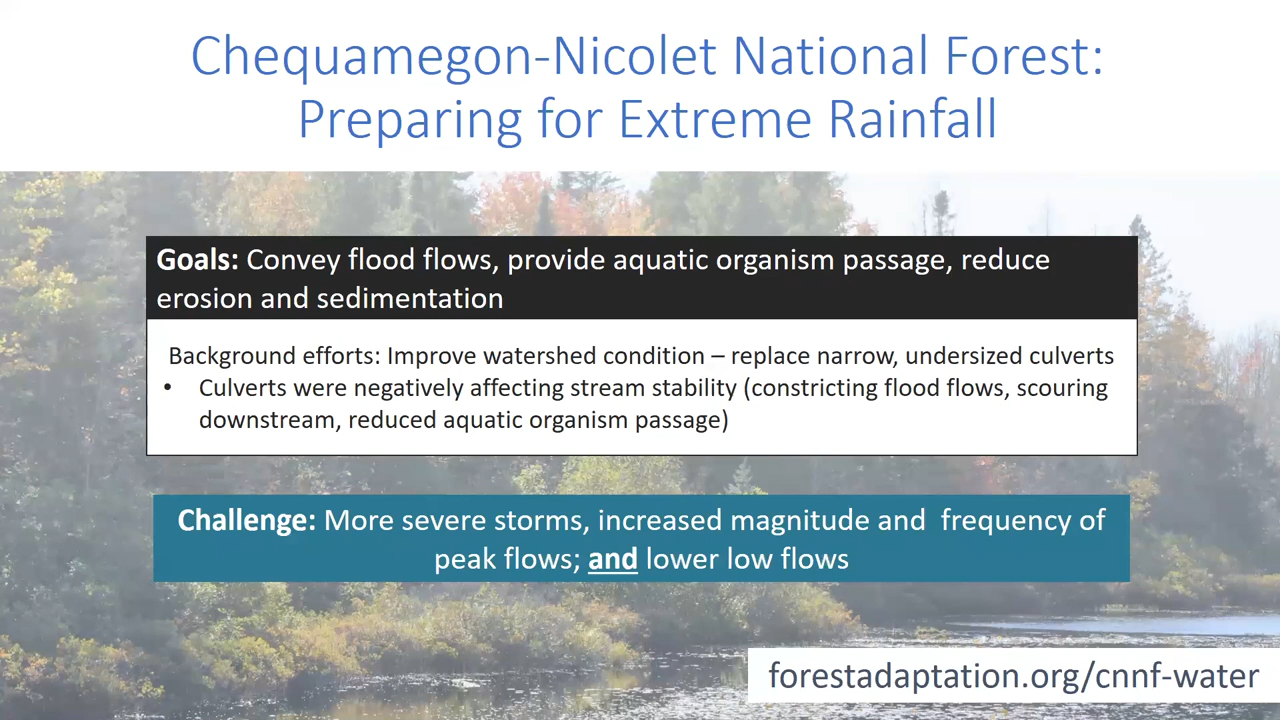 Chequamegon-Nicolet National Forest:
Preparing for Extreme Rainfall
Goals: Convey flood flows, provide aquatic organism passage, reduce
erosion and sedimentation
Background efforts: Improve watershed condition – replace narrow, undersized culverts
• Culverts were negatively affecting stream stability (constricting flood flows, scouring
downstream, reduced aquatic organism passage)
Challenge: More severe storms, increased magnitude and  frequency of
peak flows; and lower low flows
forestadaptation.org/cnnf-water